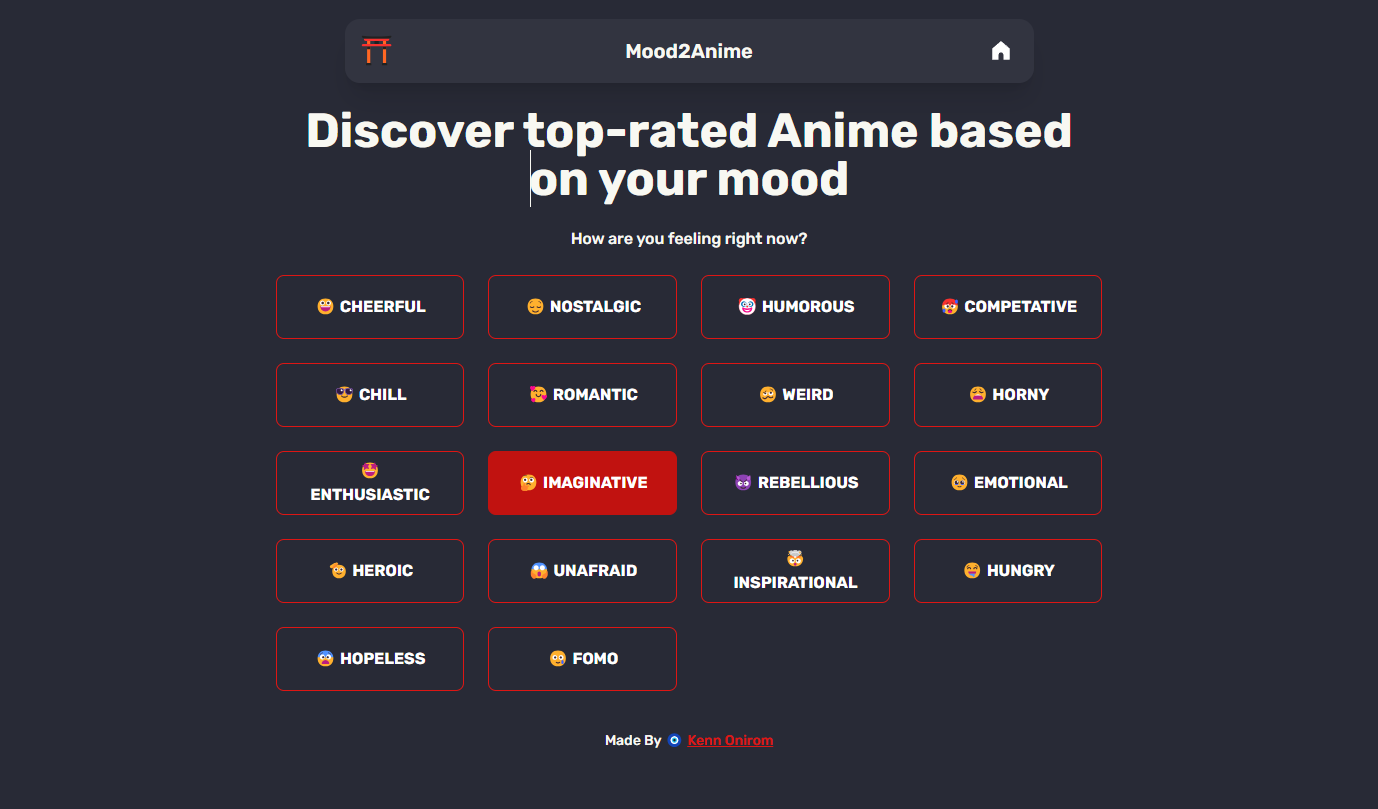 Mood2Anime
Discover top-rated Anime based
on your mood
How are you feeling right now?
CHEERFUL
NOSTALGIC
HUMOROUS
COMPETATIVE
CHILL
ROMANTIC
WEIRD
HORNY
ENTHUSIASTIC
IMAGINATIVE
REBELLIOUS
EMOTIONAL
HEROIC
UNAFRAID
INSPIRATIONAL
HUNGRY
HOPELESS
FOMO
Made By 🧿 Kenn Onirom